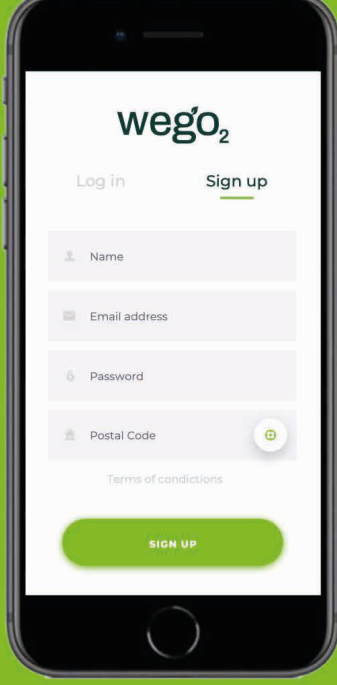 wego2
Log in
Sign up
Name
Email address
Password
Postal Code
Terms of condictions
SIGN UP